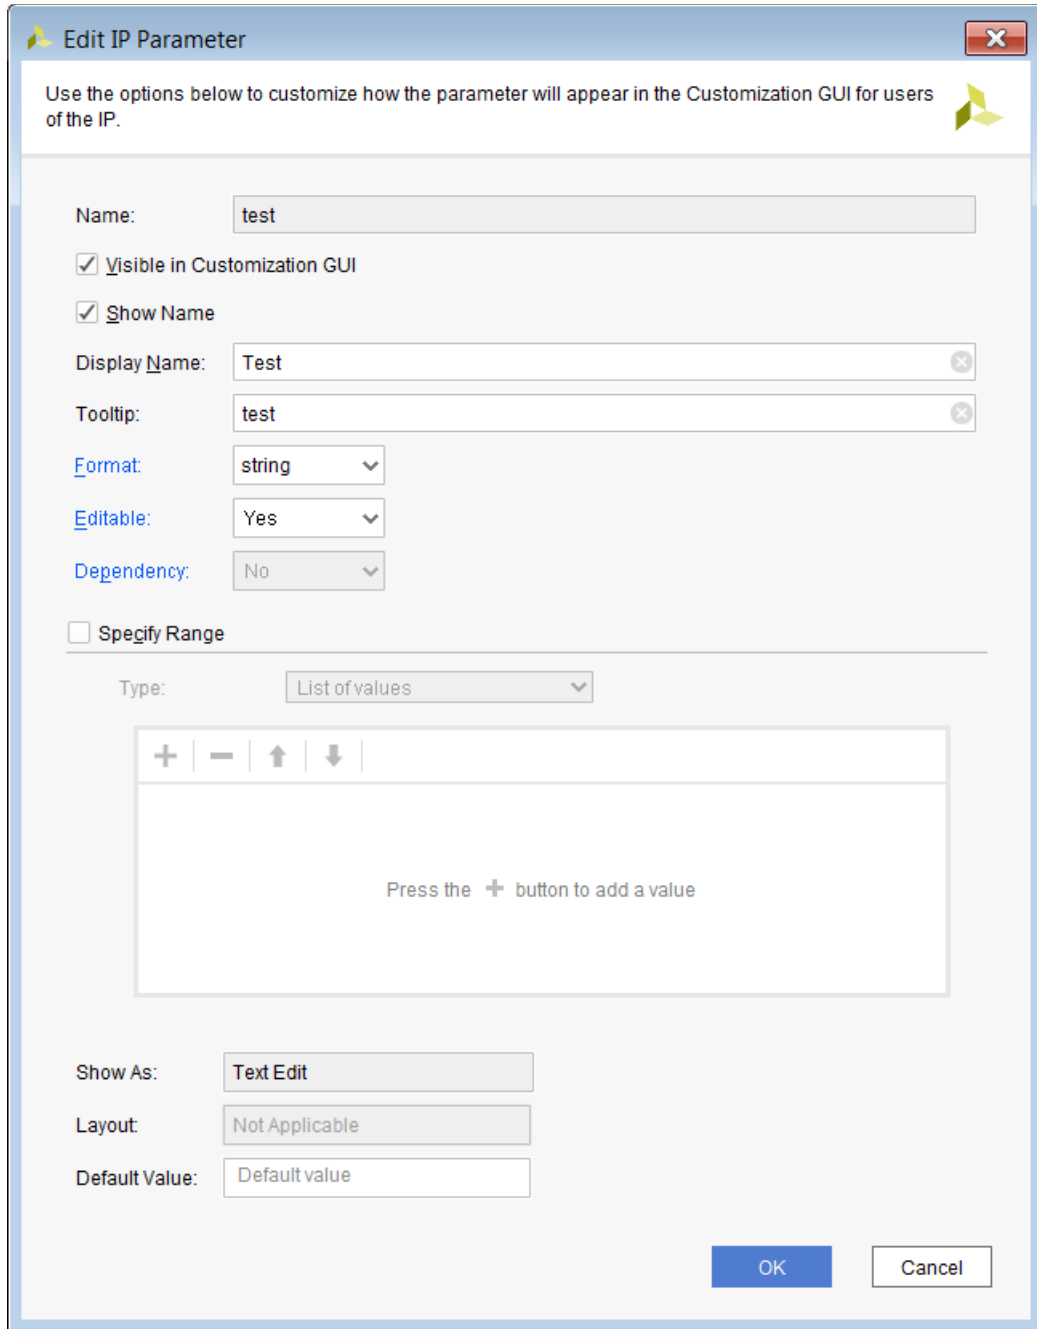 Edit IP Parameter
Use the options below to customize how the parameter will appear in the Customization GUI for users
of the IP.
Name: test
Visible in Customization GUI
Show Name
Display Name: Test
Tooltip: test
Format: string
Editable: Yes
Dependency: No
Specify Range
Type: List of values
Press the + button to add a value
Show As: Text Edit
Layout: Not Applicable
Default Value: Default value
OK Cancel